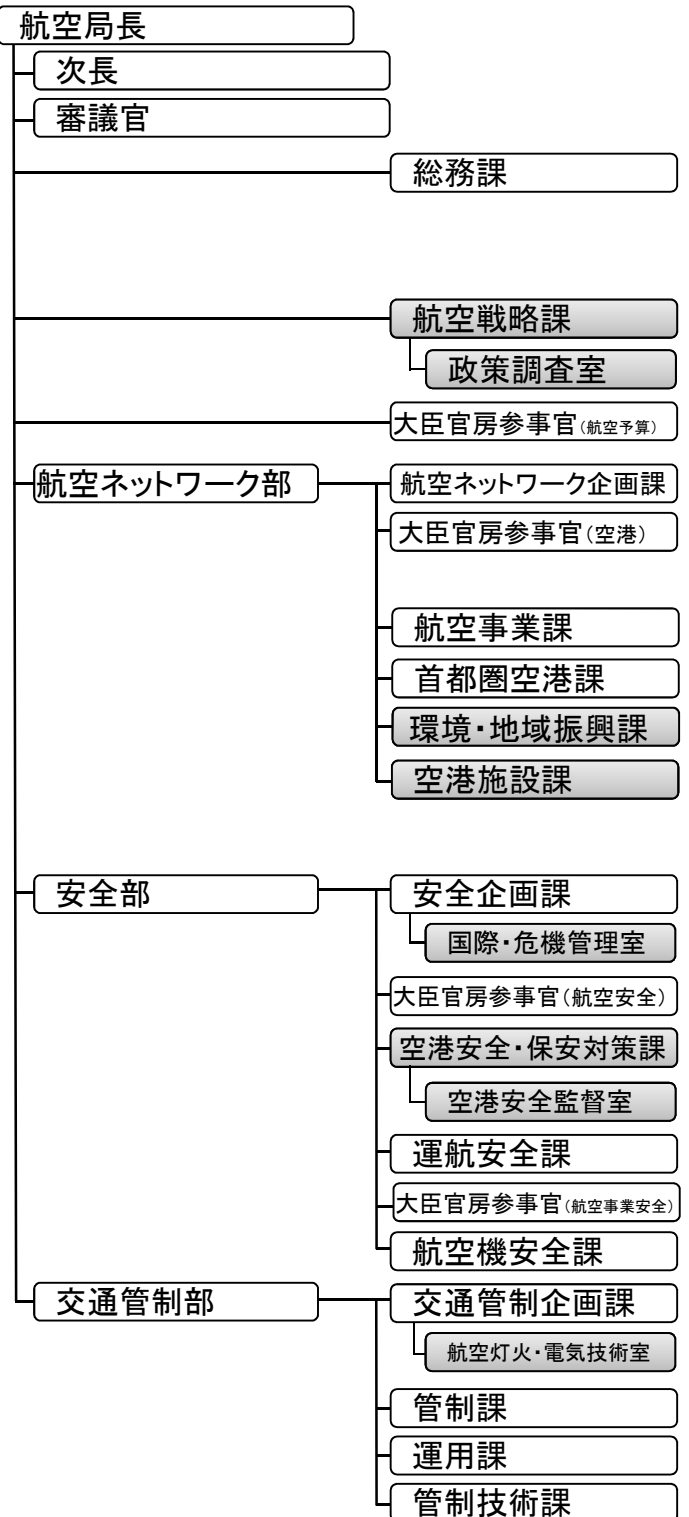 航空局長
次長
審議官
総務課
航空戦略課
政策調査室
大臣官房参事官(航空予算)
航空ネットワーク部
航空ネットワーク企画課
大臣官房参事官(空港)
航空事業課
首都圏空港課
環境・地域振興課
空港施設課
安全部
安全企画課
国際・危機管理室
大臣官房参事官(航空安全)
空港安全・保安対策課
空港安全監督室
運航安全課
大臣官房参事官(航空事業安全)
航空機安全課
交通管制部
交通管制企画課
航空灯火・電気技術室
管制課
運用課
管制技術課